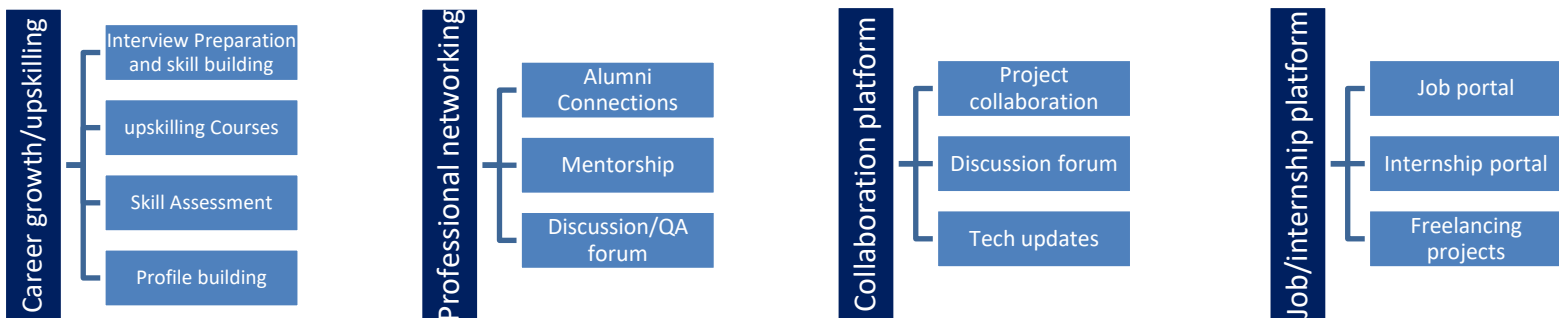 Career growth/upskilling
Interview Preparation
and skill building
upskilling Courses
Skill Assessment
Profile building
Professional networking
Alumni
Connections
Mentorship
Discussion/QA
forum
Collaboration platform
Project
collaboration
Discussion forum
Tech updates
Job/internship platform
Job portal
Internship portal
Freelancing
projects